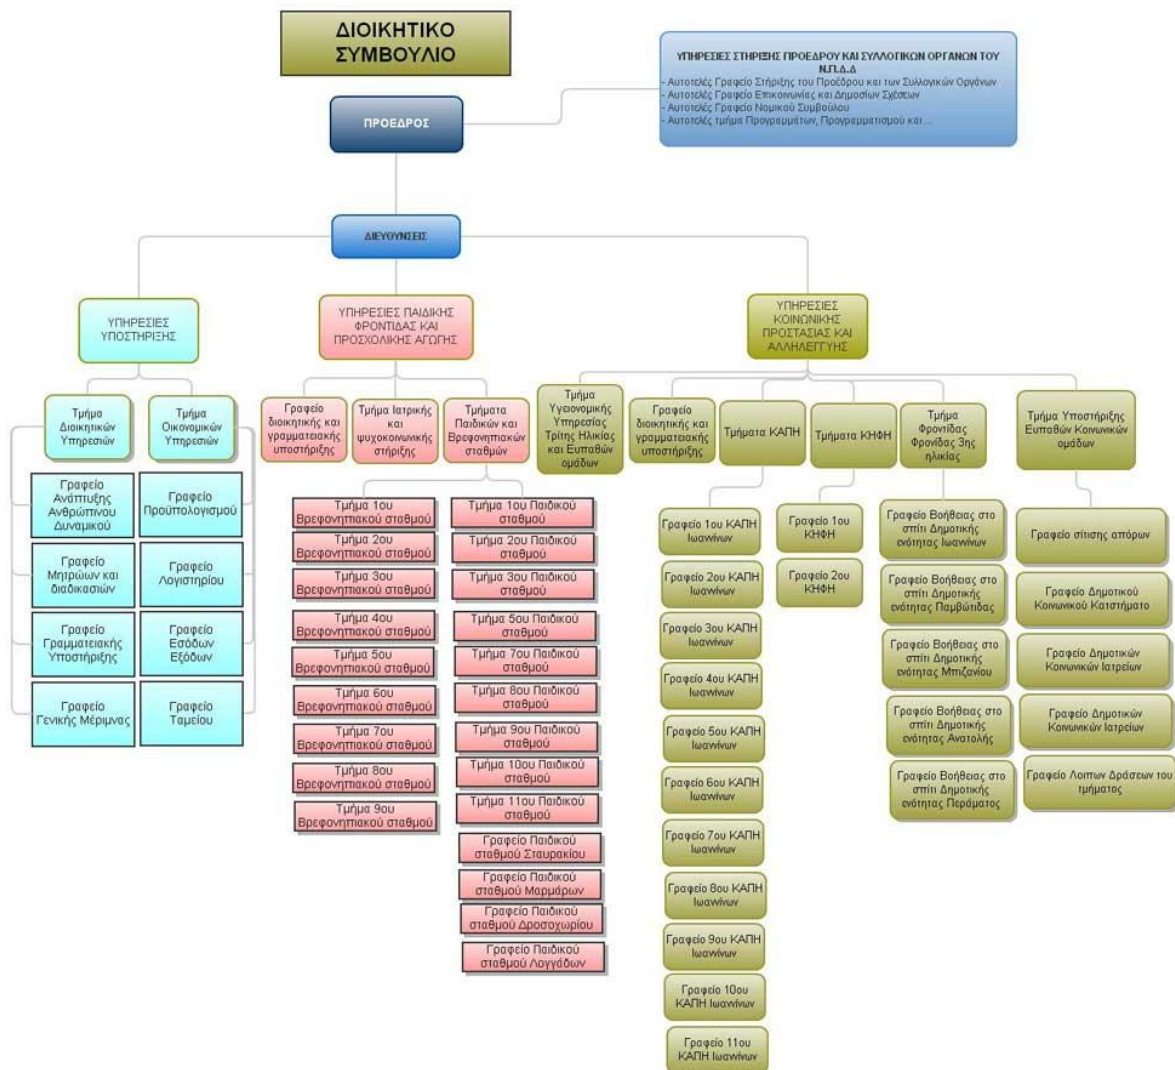 ΔΙΟΙΚΗΤΙΚΟ
ΣΥΜΒΟΥΛΙΟ
ΥΠΗΡΕΣΙΕΣ ΣΤΗΡΙΞΗΣ ΠΡΟΕΔΡΟΥ ΚΑΙ ΣΥΛΛΟΓΙΚΩΝ ΟΡΓΑΝΩΝ ΤΟΥ
Ν.Π.Δ.Δ
- Αυτοτελές Γραφείο Στήριξης του Προέδρου και των Συλλογικών Οργάνων
- Αυτοτελές Γραφείο Επικοινωνίας και Δημοσίων Σχέσεων
- Αυτοτελές Γραφείο Νομικού Συμβούλου
- Αυτοτελές τμήμα Προγραμμάτων, Προγραμματισμού και ...
ΠΡΟΕΔΡΟΣ
ΔΙΕΥΘΥΝΣΕΙΣ
ΥΠΗΡΕΣΙΕΣ
ΥΠΟΣΤΗΡΙΞΗΣ
ΥΠΗΡΕΣΙΕΣ ΠΑΙΔΙΚΗΣ
ΦΡΟΝΤΙΔΑΣ ΚΑΙ
ΠΡΟΣΧΟΛΙΚΗΣ ΑΓΩΓΗΣ
ΥΠΗΡΕΣΙΕΣ
ΚΟΙΝΩΝΙΚΗΣ
ΠΡΟΣΤΑΣΙΑΣ ΚΑΙ
ΑΛΛΗΛΕΓΓΥΗΣ
Τμήμα
Διοικητικών
Υπηρεσιών
Τμήμα
Οικονομικών
Υπηρεσιών
Γραφείο
διοικητικής και
γραμματειακής
υποστήριξης
Τμήμα Ιατρικής
και
ψυχοκοινωνικής
στήριξης
Τμήματα
Παιδικών και
Βρεφονηπιακών
σταθμών
Τμήμα
Υγειονομικής
Υπηρεσίας
Τρίτης Ηλικίας
και Ευπαθών
ομάδων
Γραφείο
διοικητικής και
γραμματειακής
υποστήριξης
Τμήματα ΚΑΠΗ
Τμήματα ΚΗΦΗ
Τμήμα
Φροντίδας
Φρονίδας 3ης
ηλικίας
Τμήμα Υποστήριξης
Ευπαθών Κοινωνικών
ομάδων
Γραφείο
Ανάπτυξης
Ανθρώπινου
Δυναμικού
Γραφείο
Μητρώων και
διαδικασιών
Γραφείο
Γραμματειακής
Υποστήριξης
Γραφείο
Γενικής Μέριμνας
Γραφείο
Προϋπολογισμού
Γραφείο
Λογιστηρίου
Γραφείο
Εσόδων
Εξόδων
Γραφείο
Ταμείου
Τμήμα 1ου
Βρεφονηπιακού σταθμού
Τμήμα 2ου
Βρεφονηπιακού σταθμού
Τμήμα 3ου
Βρεφονηπιακού σταθμού
Τμήμα 4ου
Βρεφονηπιακού σταθμού
Τμήμα 5ου
Βρεφονηπιακού σταθμού
Τμήμα 6ου
Βρεφονηπιακού σταθμού
Τμήμα 7ου
Βρεφονηπιακού σταθμού
Τμήμα 8ου
Βρεφονηπιακού σταθμού
Τμήμα 9ου
Βρεφονηπιακού σταθμού
Τμήμα 1ου Παιδικού
σταθμού
Τμήμα 2ου Παιδικού
σταθμού
Τμήμα 3ου Παιδικού
σταθμού
Τμήμα 5ου Παιδικού
σταθμού
Τμήμα 7ου Παιδικού
σταθμού
Τμήμα 8ου Παιδικού
σταθμού
Τμήμα 9ου Παιδικού
σταθμού
Τμήμα 10ου Παιδικού
σταθμού
Τμήμα 11ου Παιδικού
σταθμού
Γραφείο Παιδικού
σταθμού Σταυρακίου
Γραφείο Παιδικού
σταθμού Μαρμάρων
Γραφείο Παιδικού
σταθμού Δροσοχωρίου
Γραφείο Παιδικού
σταθμού Λογγάδων
Γραφείο 1ου ΚΑΠΗ
Ιωαννίνων
Γραφείο 2ου ΚΑΠΗ
Ιωαννίνων
Γραφείο 3ου ΚΑΠΗ
Ιωαννίνων
Γραφείο 4ου ΚΑΠΗ
Ιωαννίνων
Γραφείο 5ου ΚΑΠΗ
Ιωαννίνων
Γραφείο 6ου ΚΑΠΗ
Ιωαννίνων
Γραφείο 7ου ΚΑΠΗ
Ιωαννίνων
Γραφείο 8ου ΚΑΠΗ
Ιωαννίνων
Γραφείο 9ου ΚΑΠΗ
Ιωαννίνων
Γραφείο 10ου
ΚΑΠΗ Ιωαννίνων
Γραφείο 11ου
ΚΑΠΗ Ιωαννίνων
Γραφείο 1ου
ΚΗΦΗ
Γραφείο 2ου
ΚΗΦΗ
Γραφείο Βοήθειας στο
σπίτι Δημοτικής
ενότητας Ιωαννίνων
Γραφείο Βοήθειας στο
σπίτι Δημοτικής
ενότητας Παμβώτιδας
Γραφείο Βοήθειας στο
σπίτι Δημοτικής
ενότητας Μπιζανίου
Γραφείο Βοήθειας στο
σπίτι Δημοτικής
ενότητας Ανατολής
Γραφείο Βοήθειας στο
σπίτι Δημοτικής
ενότητας Περάματος
Γραφείο σίτισης απόρων
Γραφείο Δημοτικού
Κοινωνικού Κατστήματο
Γραφείο Δημοτικών
Κοινωνικών Ιατρείων
Γραφείο Δημοτικών
Κοινωνικών Ιατρείων
Γραφείο Λοιπων Δράσεων του
τμήματος